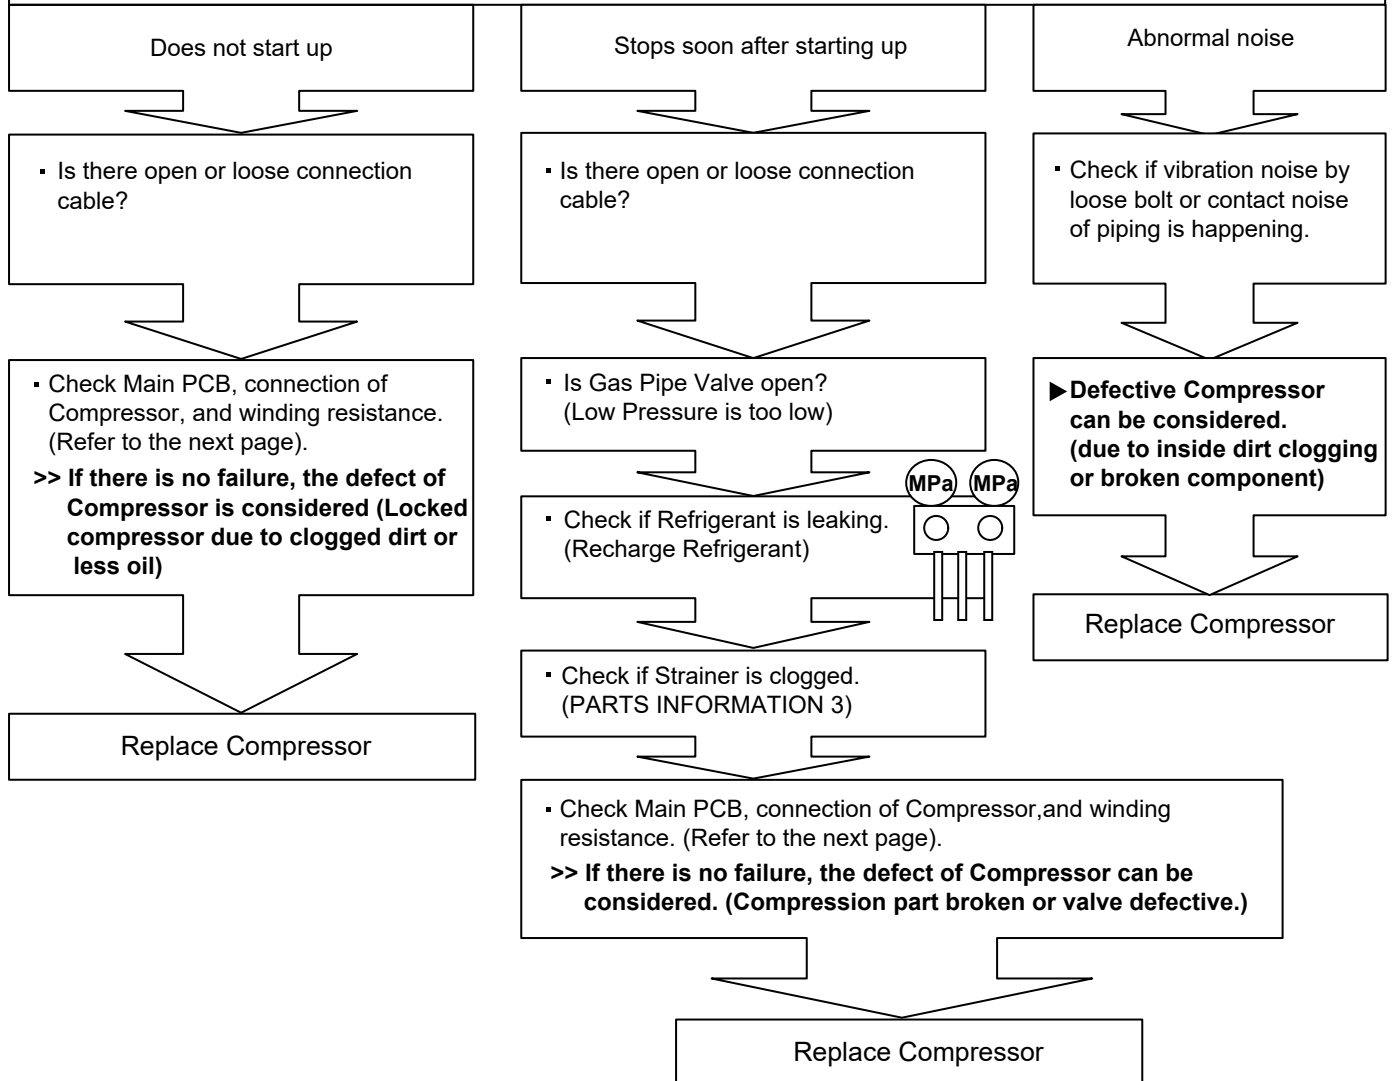 Does not start up
▪ Is there open or loose connection
cable?
▪ Check Main PCB, connection of
Compressor, and winding resistance.
(Refer to the next page).
>> If there is no failure, the defect of
Compressor is considered (Locked
compressor due to clogged dirt or
less oil)
Replace Compressor
Stops soon after starting up
▪ Is there open or loose connection
cable?
▪ Is Gas Pipe Valve open?
(Low Pressure is too low)
▪ Check if Refrigerant is leaking.
(Recharge Refrigerant)
MPa MPa
▪ Check if Strainer is clogged.
(PARTS INFORMATION 3)
▪ Check Main PCB, connection of Compressor,and winding
resistance. (Refer to the next page).
>> If there is no failure, the defect of Compressor can be
considered. (Compression part broken or valve defective.)
Replace Compressor
Abnormal noise
▪ Check if vibration noise by
loose bolt or contact noise
of piping is happening.
▶Defective Compressor
can be considered.
(due to inside dirt clogging
or broken component)
Replace Compressor